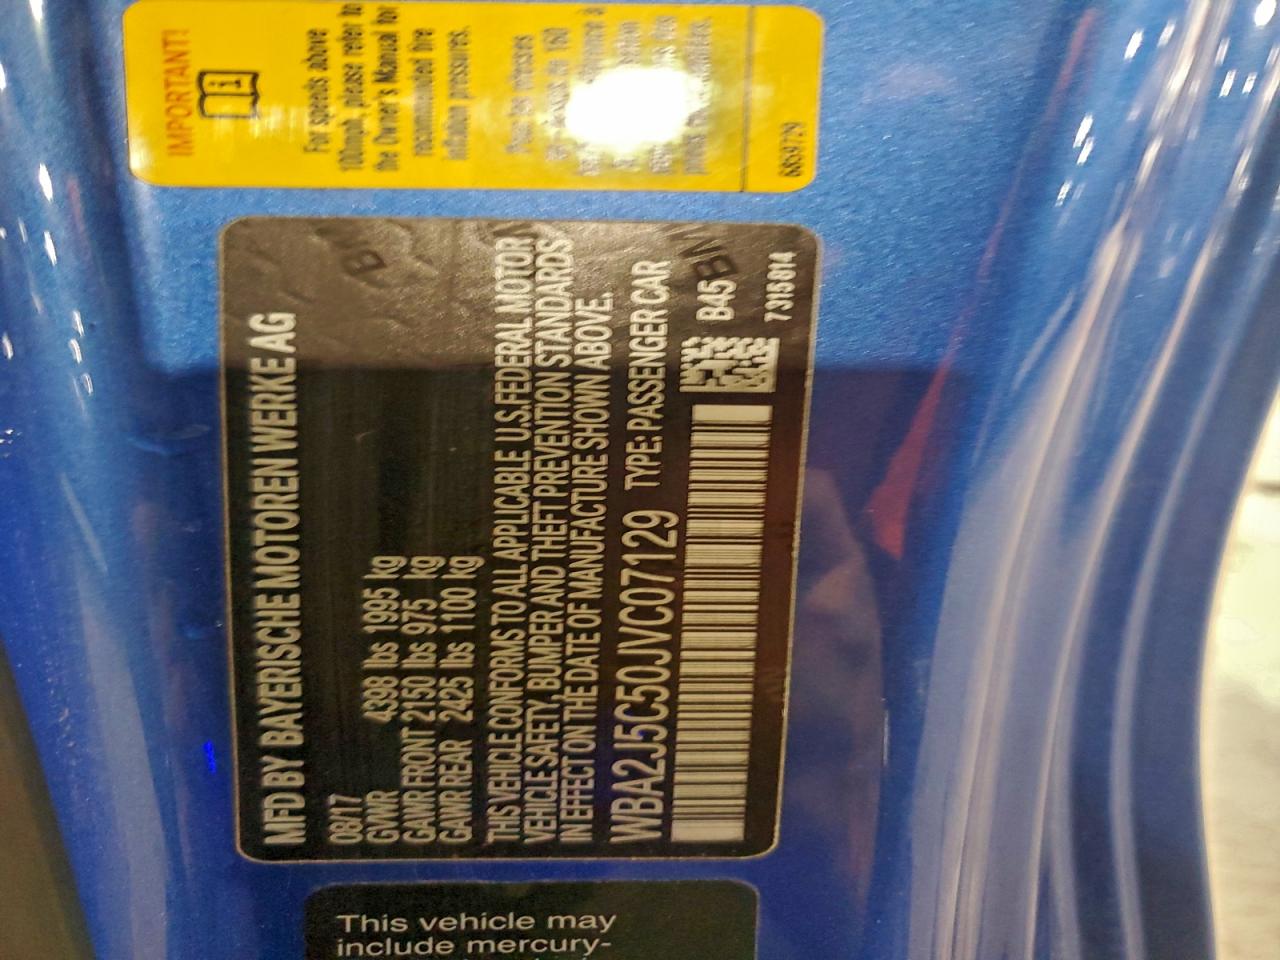 IMPORTANT!
For speeds above
100mph, please refer to
the Owner's Manual for
recommended tire
inflation pressures.
MFD BY BAYERISCHE MOTOREN WERKE AG
08/17
GVWR 4398 lbs 1995 kg
GAWR FRONT 2150 lbs 975 kg
GAWR REAR 2425 lbs 1100 kg
THIS VEHICLE CONFORMS TO ALL APPLICABLE U.S.FEDERAL MOTOR
VEHICLE SAFETY, BUMPER AND THEFT PREVENTION STANDARDS
IN EFFECT ON THE DATE OF MANUFACTURE SHOWN ABOVE.
WBA2J5C50JVC07129 TYPE: PASSENGER CAR
B45
7 315 814
This vehicle may
include mercury-